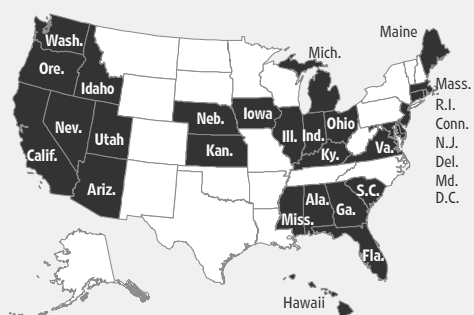 Maine
Wash.
Mich.
Ore.
Idaho
Mass.
R.I.
Neb.
Iowa
Ohio
Conn.
Nev.
Utah
Ill.
Ind.
N.J.
Calif.
Kan.
Ky.
Va.
Del.
Md.
Ariz.
S.C.
D.C.
Ala.
Miss.
Ga.
Fla.
Hawaii